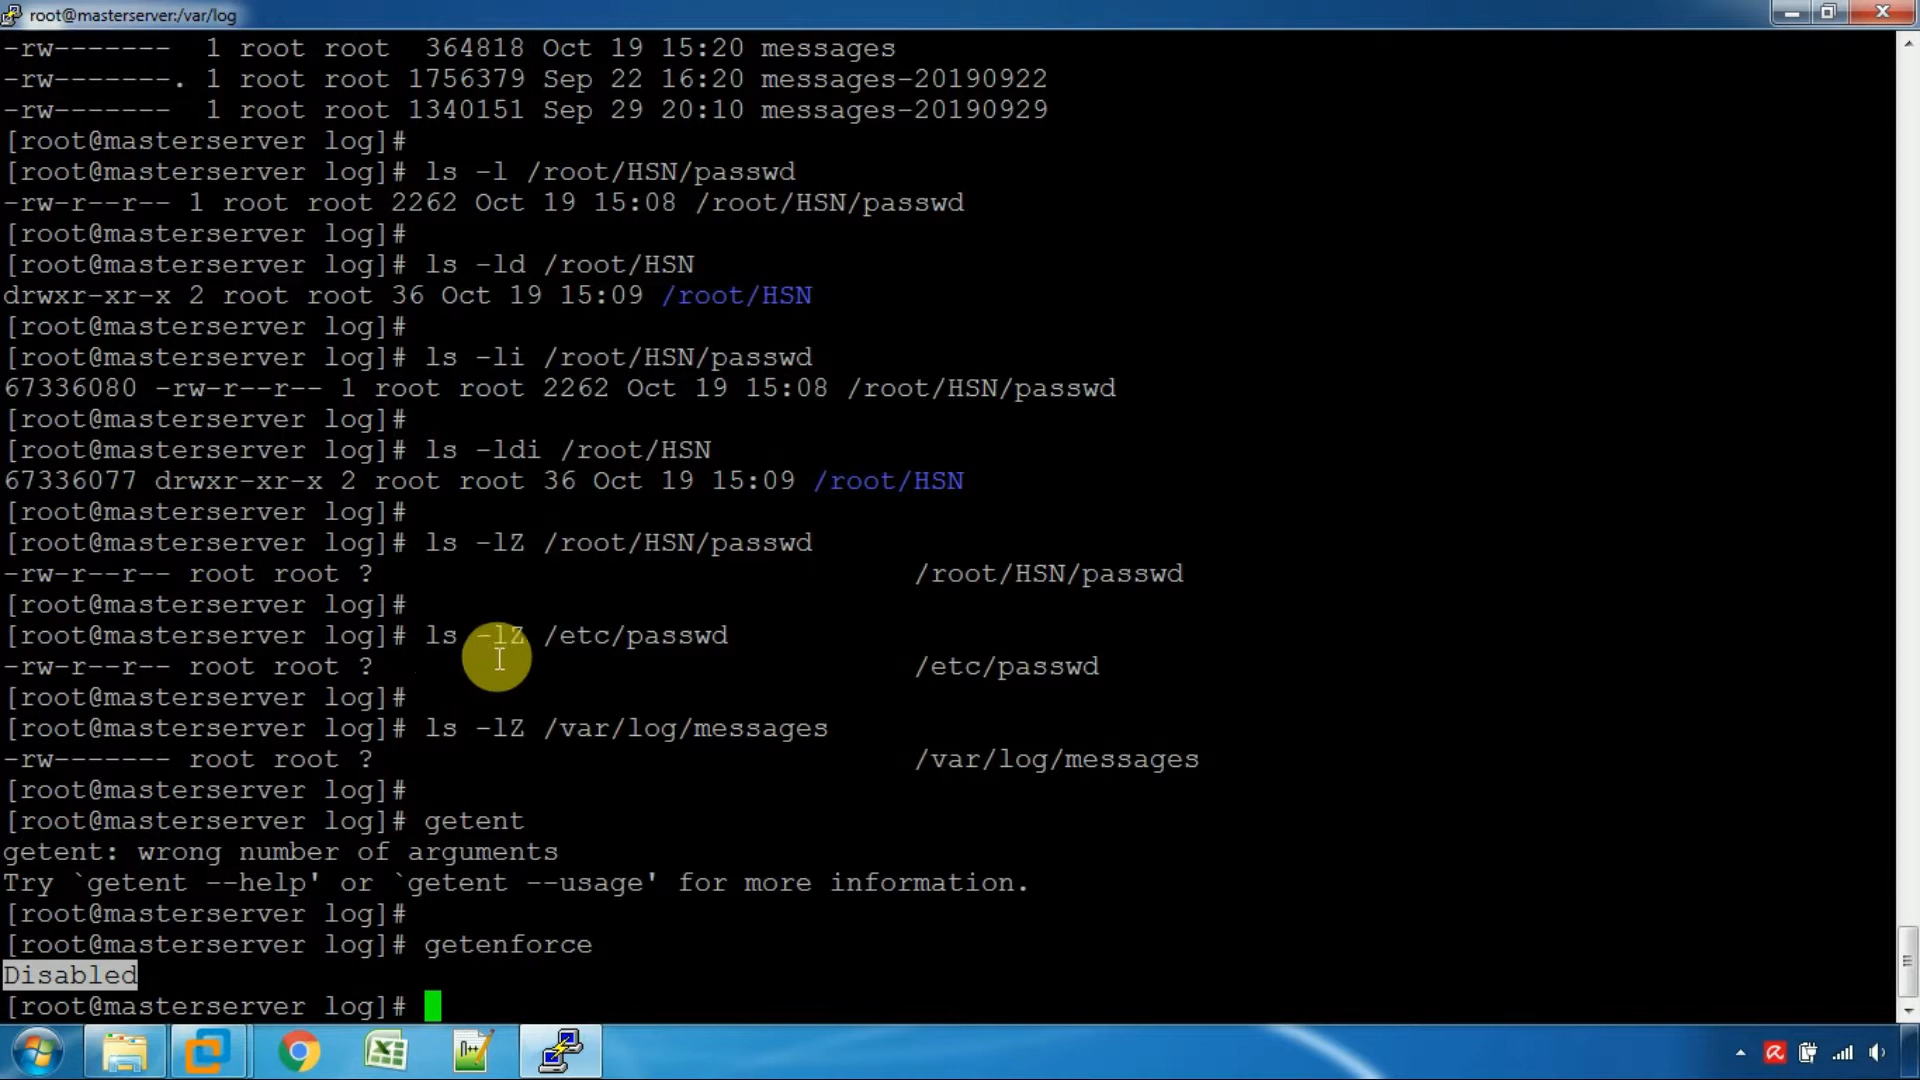 root@masterserver:/var/log
-rw------- 1 root root 364818 Oct 19 15:20 messages
-rw-------. 1 root root 1756379 Sep 22 16:20 messages-20190922
-rw------- 1 root root 1340151 Sep 29 20:10 messages-20190929
[root@masterserver log]#
[root@masterserver log]# ls -l /root/HSN/passwd
-rw-r--r-- 1 root root 2262 Oct 19 15:08 /root/HSN/passwd
[root@masterserver log]#
[root@masterserver log]# ls -ld /root/HSN
drwxr-xr-x 2 root root 36 Oct 19 15:09 /root/HSN
[root@masterserver log]#
[root@masterserver log]# ls -li /root/HSN/passwd
67336080 -rw-r--r-- 1 root root 2262 Oct 19 15:08 /root/HSN/passwd
[root@masterserver log]#
[root@masterserver log]# ls -ldi /root/HSN
67336077 drwxr-xr-x 2 root root 36 Oct 19 15:09 /root/HSN
[root@masterserver log]#
[root@masterserver log]# ls -lZ /root/HSN/passwd
-rw-r--r-- root root ? /root/HSN/passwd
[root@masterserver log]#
[root@masterserver log]# ls -lZ /etc/passwd
-rw-r--r-- root root ? /etc/passwd
[root@masterserver log]#
[root@masterserver log]# ls -lZ /var/log/messages
-rw------- root root ? /var/log/messages
[root@masterserver log]#
[root@masterserver log]# getent
getent: wrong number of arguments
Try `getent --help' or `getent --usage' for more information.
[root@masterserver log]#
[root@masterserver log]# getenforce
Disabled
[root@masterserver log]#